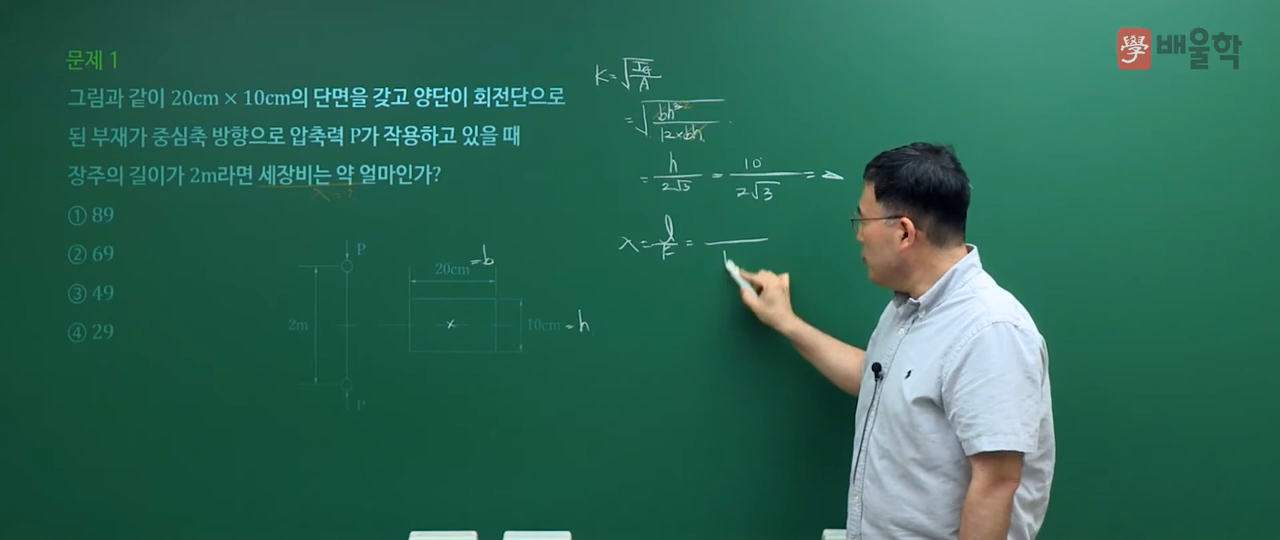 문제 1
그림과 같이 20cm × 10cm의 단면을 갖고 양단이 회전단으로
된 부재가 중심축 방향으로 압축력 P가 작용하고 있을 때
장주의 길이가 2m라면 세장비는 약 얼마인가?
λ=?
① 89
② 69
③ 49
④ 29
P
2m
P
20cm =b
x
10cm =h
K=√(I_G/A)
=√(bh³/12×bh)
=h/2√3 = 10/2√3 =
λ=l/K =
學 배울학